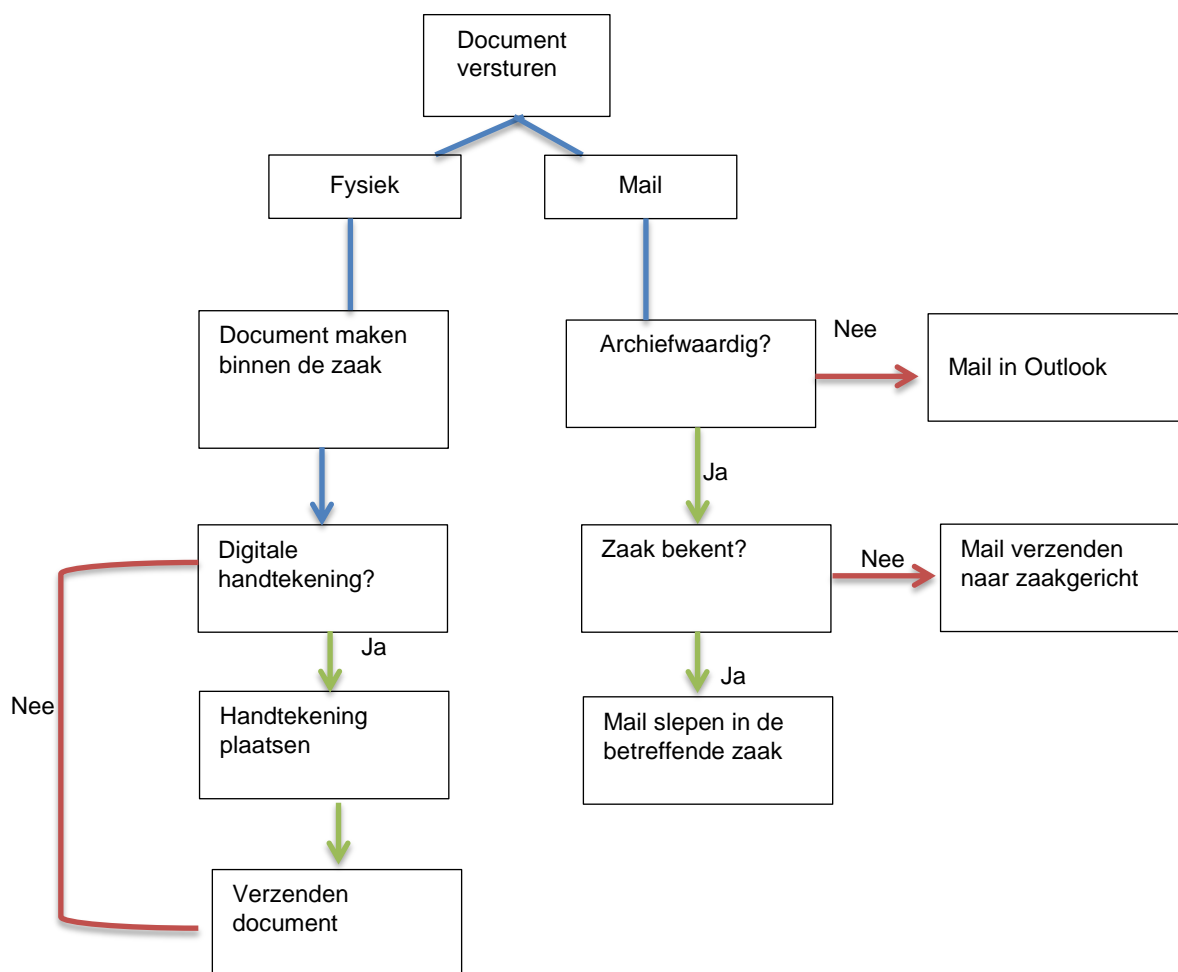 Document
versturen
Fysiek
Mail
Document maken
binnen de zaak
Archiefwaardig?
Nee
Mail in Outlook
Ja
Digitale
handtekening?
Zaak bekent?
Nee
Mail verzenden
naar zaakgericht
Ja
Ja
Nee
Handtekening
plaatsen
Mail slepen in de
betreffende zaak
Verzenden
document